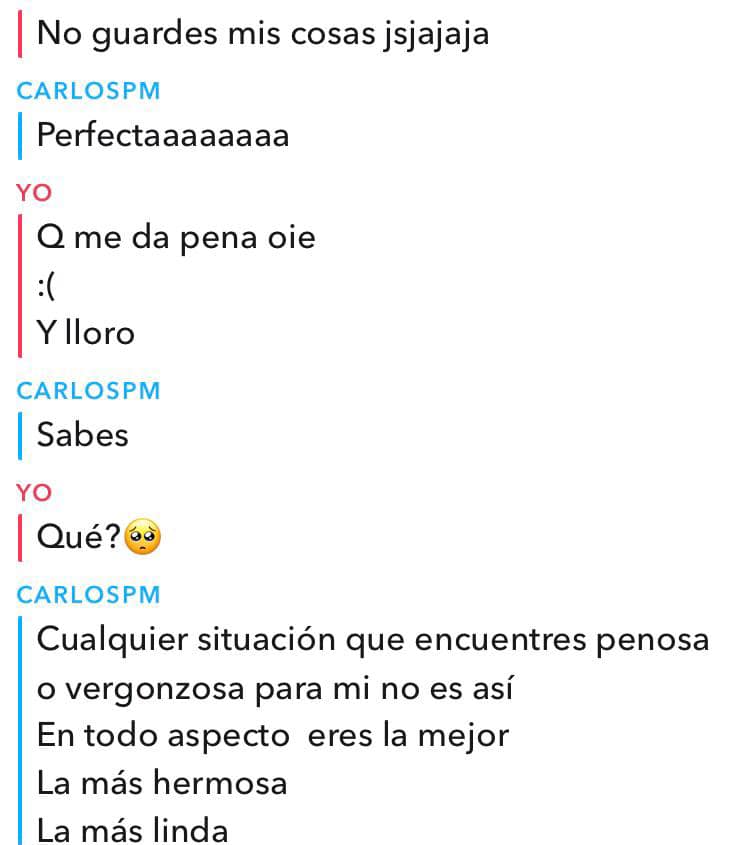 No guardes mis cosas jsjajaja
CARLOSPM
Perfectaaaaaaaa
YO
Q me da pena oie
:(
Y lloro
CARLOSPM
Sabes
YO
Qué?🥺
CARLOSPM
Cualquier situación que encuentres penosa
o vergonzosa para mi no es así
En todo aspecto  eres la mejor
La más hermosa
La más linda